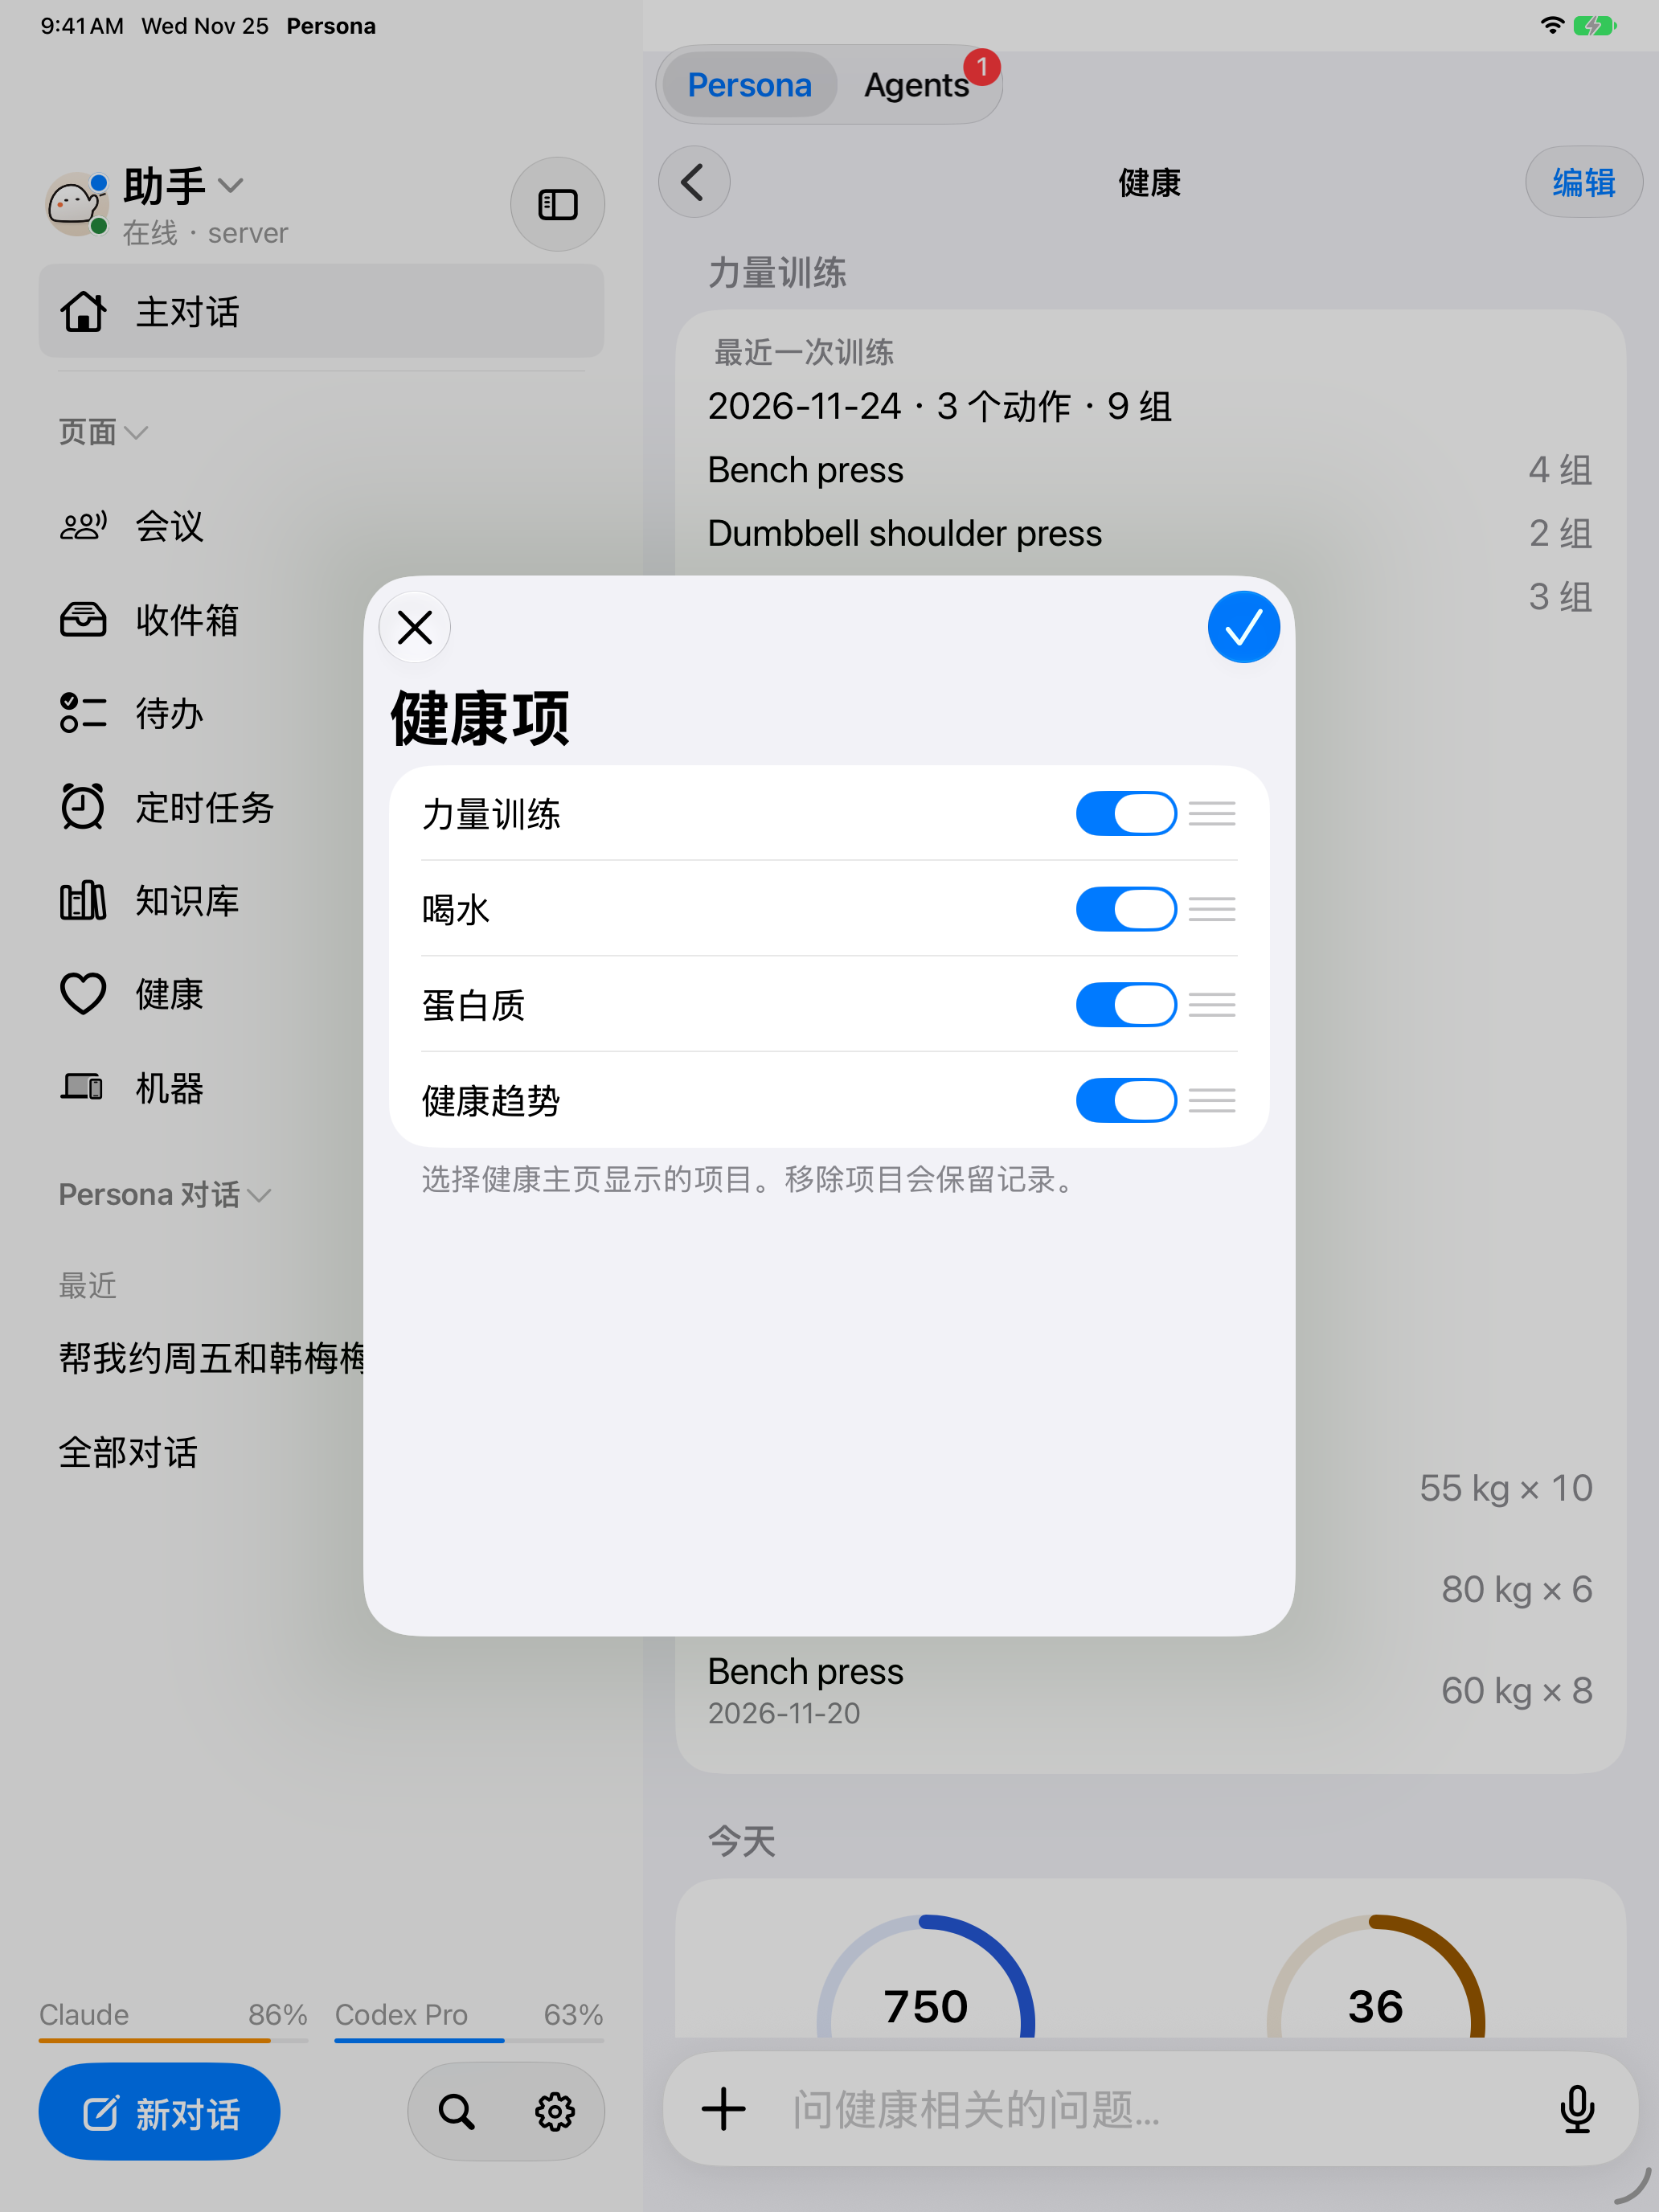 9:41 AM Wed Nov 25 Persona
助手
在线 · server
主对话
页面
会议
收件箱
待办
定时任务
知识库
健康
机器
Persona 对话
最近
帮我约周五和韩梅梅
全部对话
Claude 86%
Codex Pro 63%
新对话
Persona
Agents
1
健康
编辑
力量训练
最近一次训练
2026-11-24 · 3 个动作 · 9 组
Bench press 4 组
Dumbbell shoulder press 2 组
3 组
健康项
力量训练
喝水
蛋白质
健康趋势
选择健康主页显示的项目。移除项目会保留记录。
55 kg × 10
80 kg × 6
Bench press
2026-11-20
60 kg × 8
今天
750
36
问健康相关的问题...